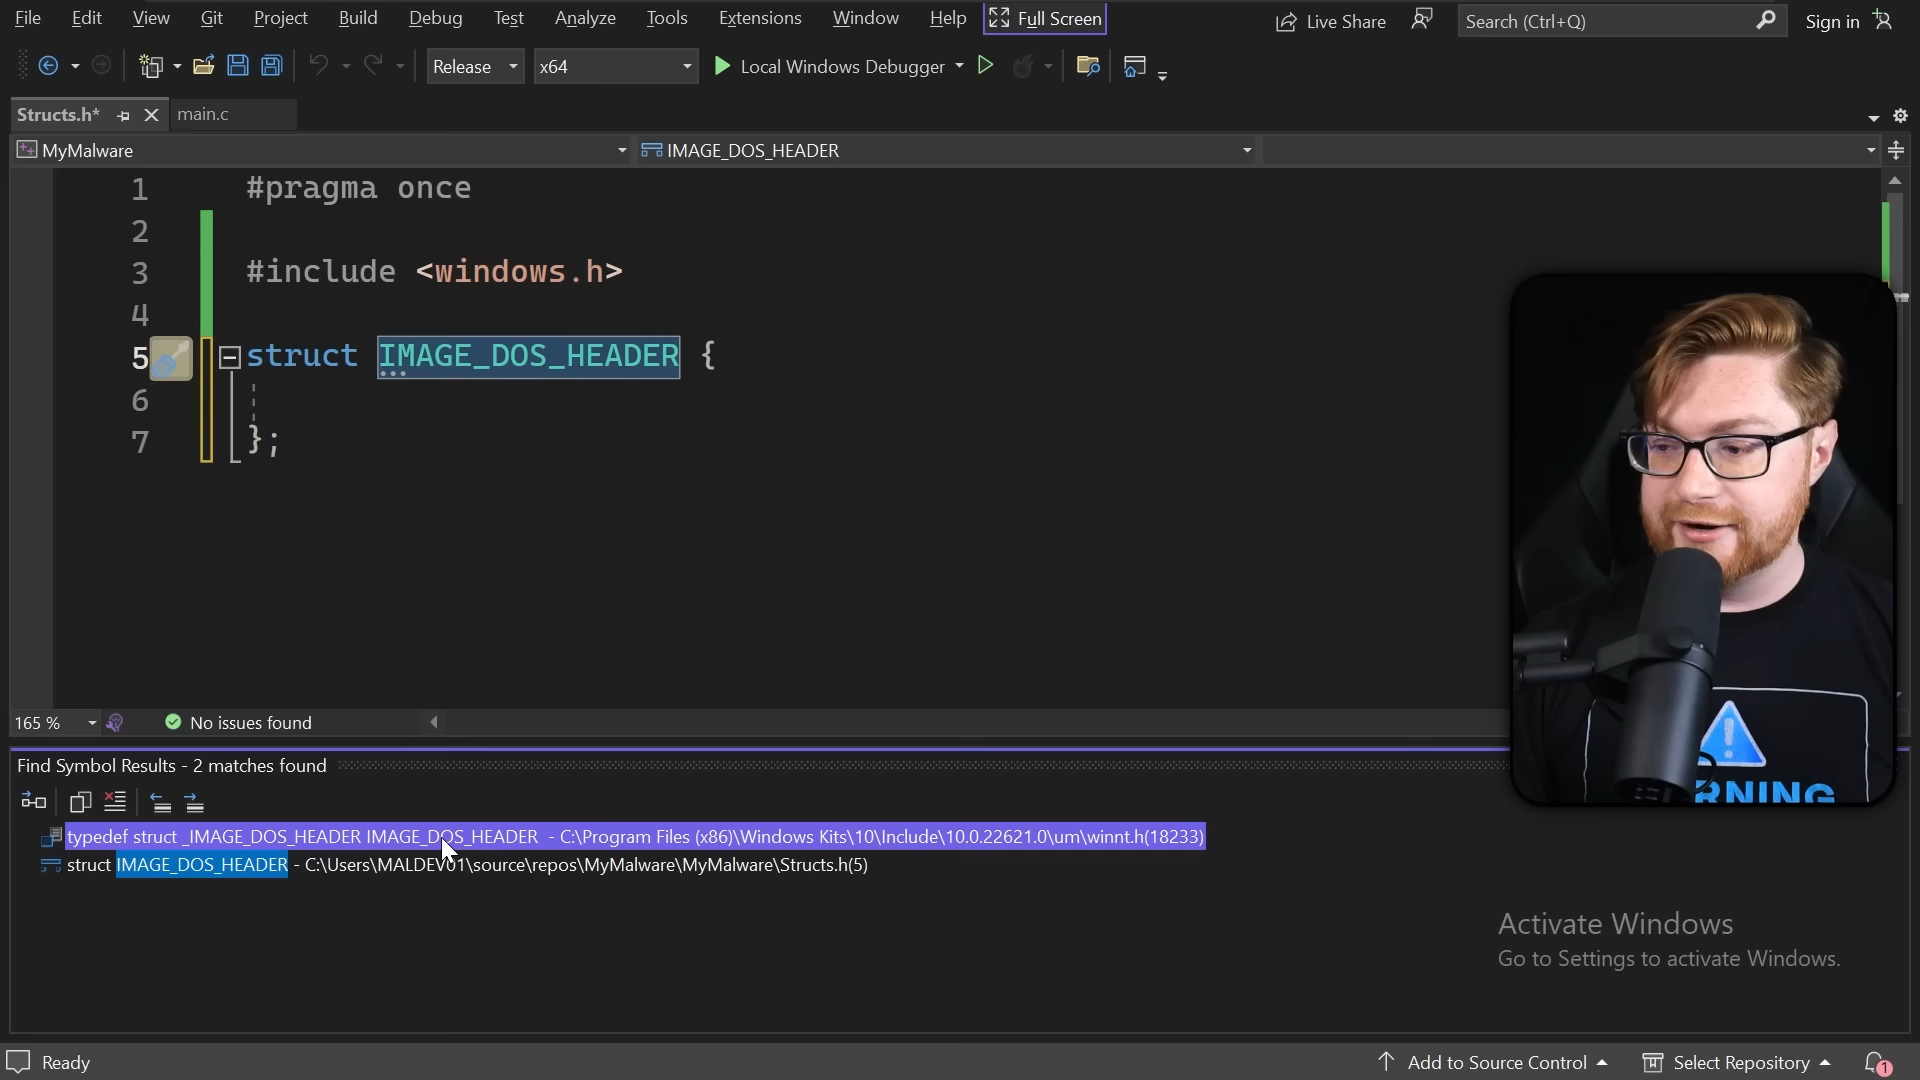 File Edit View Git Project Build Debug Test Analyze Tools Extensions Window Help Full Screen Live Share Search (Ctrl+Q) Sign in
Release x64 Local Windows Debugger
Structs.h* main.c
MyMalware IMAGE_DOS_HEADER
1 #pragma once
2
3 #include <windows.h>
4
5 struct IMAGE_DOS_HEADER {
6
7 };
165 % No issues found
WARNING
Find Symbol Results - 2 matches found
typedef struct _IMAGE_DOS_HEADER IMAGE_DOS_HEADER - C:\Program Files (x86)\Windows Kits\10\Include\10.0.22621.0\um\winnt.h(18233)
struct IMAGE_DOS_HEADER - C:\Users\MALDEV01\source\repos\MyMalware\MyMalware\Structs.h(5)
Activate Windows
Go to Settings to activate Windows.
Ready Add to Source Control Select Repository 1